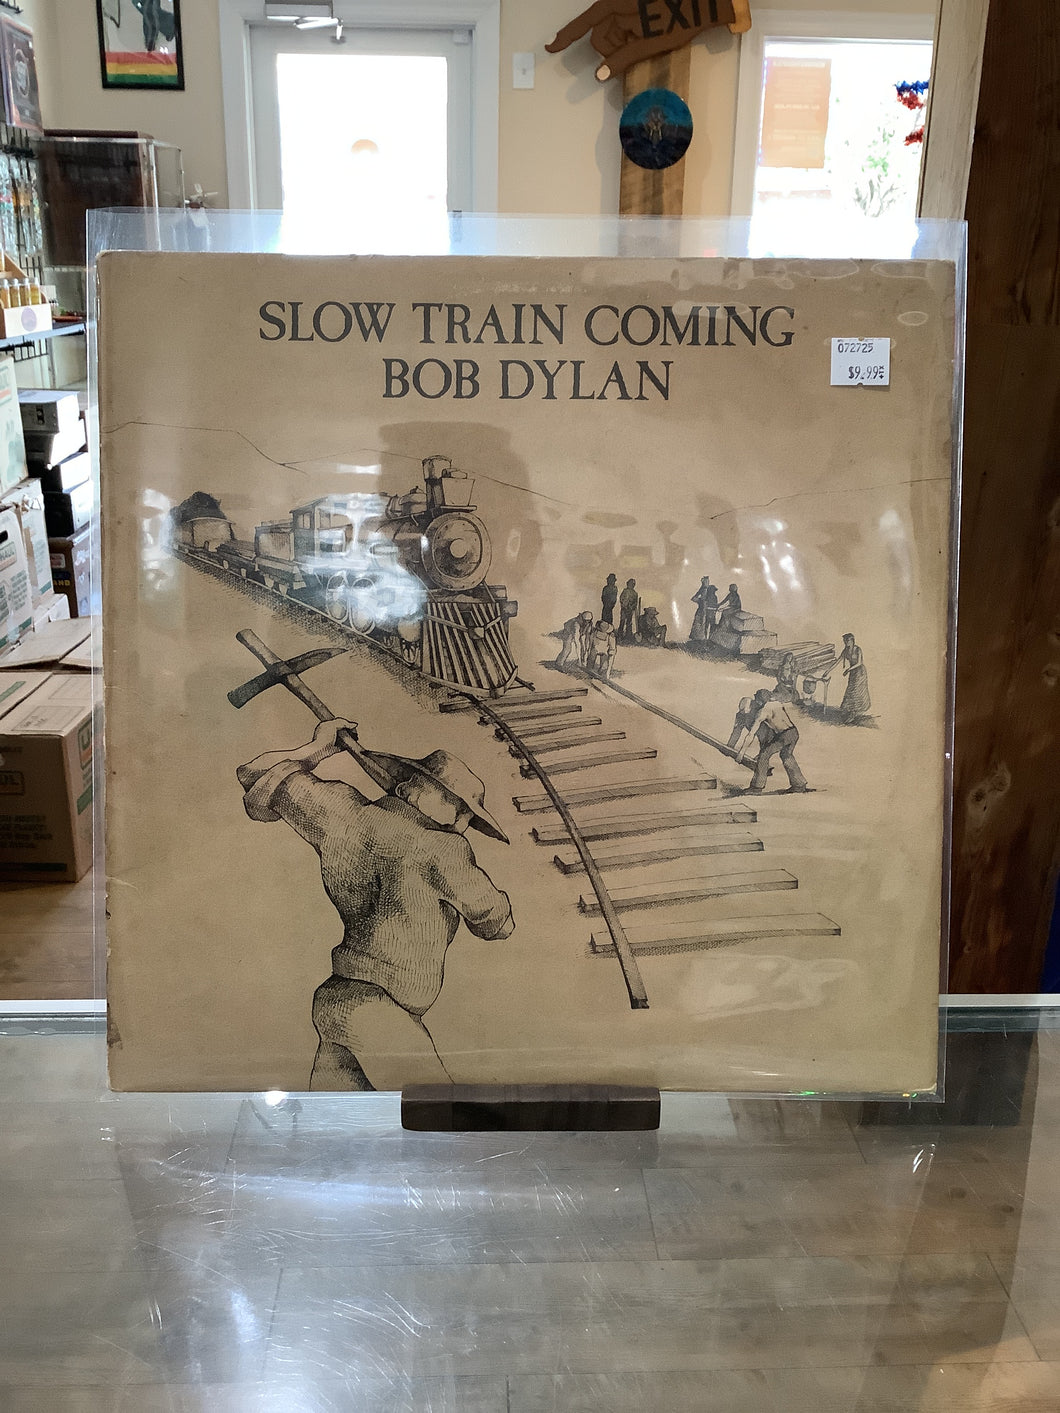 EXIT
SLOW TRAIN COMING
BOB DYLAN
072725
$9.99